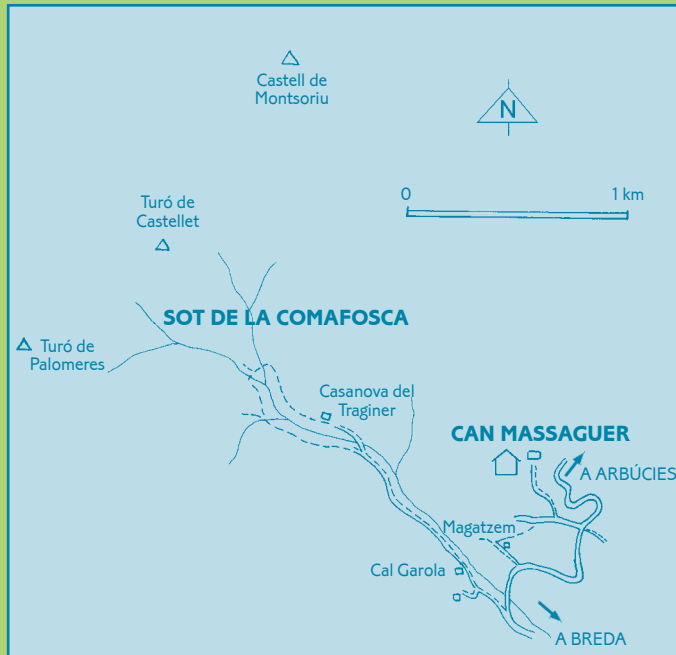 Castell de
Montsoriu
N
0 1 km
Turó de
Castellet
SOT DE LA COMAFOSCA
Turó de
Palomeres
Casanova del
Traginer
CAN MASSAGUER
A ARBÚCIES
Magatzem
Cal Garola
A BREDA